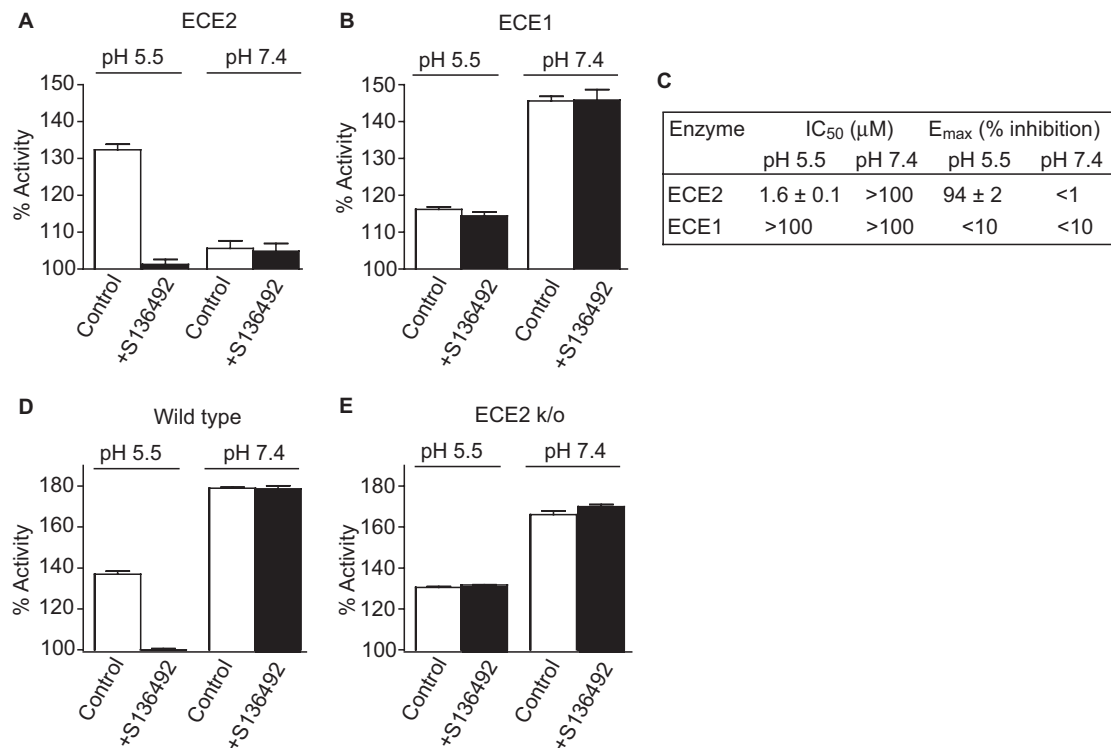 A
ECE2
pH 5.5
pH 7.4
% Activity
150
140
130
120
110
100
Control
+S136492
Control
+S136492
B
ECE1
pH 5.5
pH 7.4
% Activity
150
140
130
120
110
100
Control
+S136492
Control
+S136492
C
Enzyme IC50 (μM) Emax (% inhibition)
pH 5.5 pH 7.4 pH 5.5 pH 7.4
ECE2 1.6 ± 0.1 >100 94 ± 2 <1
ECE1 >100 >100 <10 <10
D
Wild type
pH 5.5
pH 7.4
% Activity
180
160
140
120
100
Control
+S136492
Control
+S136492
E
ECE2 k/o
pH 5.5
pH 7.4
% Activity
180
160
140
120
100
Control
+S136492
Control
+S136492